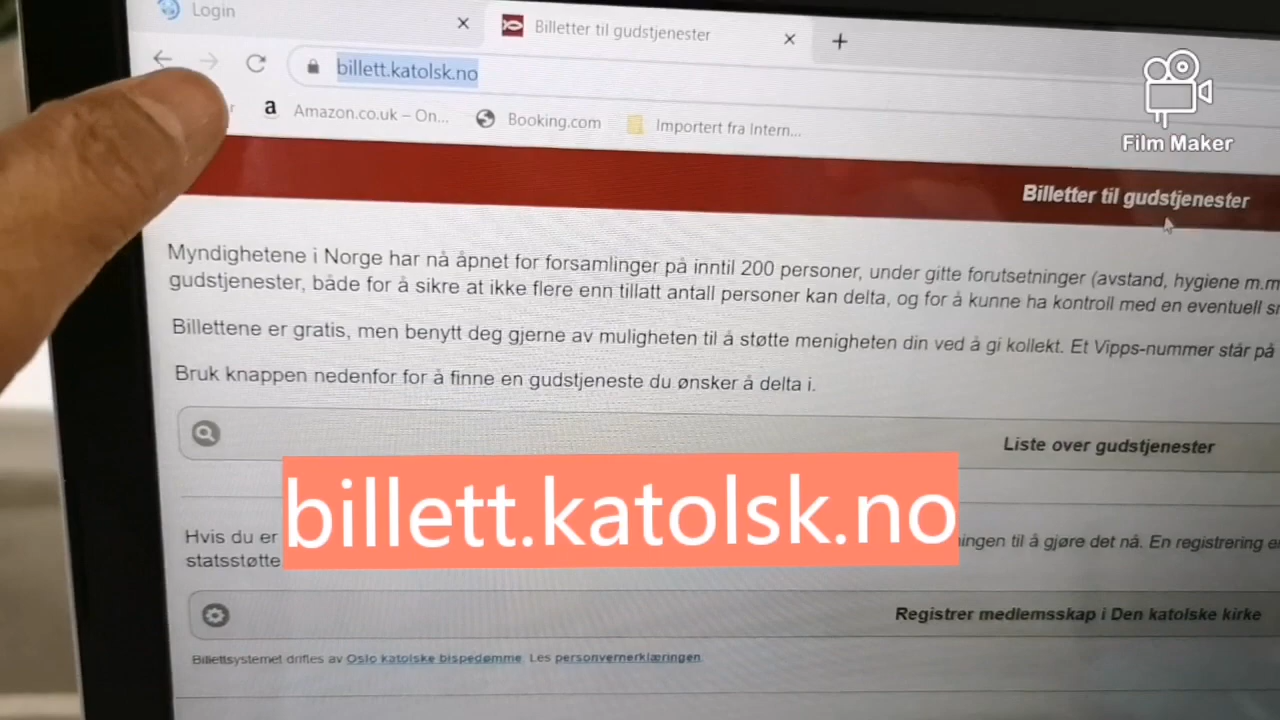 Login
Billetter til gudstjenester
billett.katolsk.no
a Amazon.co.uk – On...
Booking.com
Importert fra Intern...
Film Maker
Billetter til gudstjenester
Myndighetene i Norge har nå åpnet for forsamlinger på inntil 200 personer, under gitte forutsetninger (avstand, hygiene m.m
gudstjenester, både for å sikre at ikke flere enn tillatt antall personer kan delta, og for å kunne ha kontroll med en eventuell
Billettene er gratis, men benytt deg gjerne av muligheten til å støtte menigheten din ved å gi kollekt. Et Vipps-nummer står på
Bruk knappen nedenfor for å finne en gudstjeneste du ønsker å delta i.
Liste over gudstjenester
billett.katolsk.no
Hvis du er
ingen til å gjøre det nå. En registrering
statsstøtte
Registrer medlemsskap i Den katolske kirke
Billettsystemet driftes av Oslo katolske bispedømme. Les personvernerklæringen.